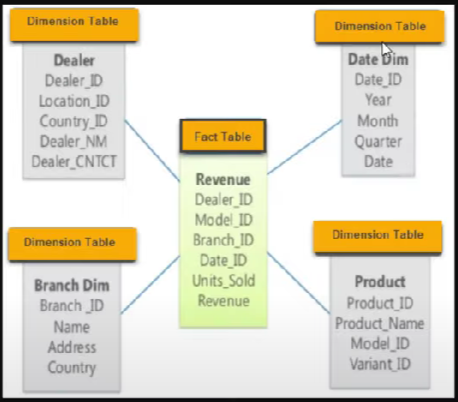 Dimension Table
Dealer
Dealer_ID
Location_ID
Country_ID
Dealer_NM
Dealer_CNTCT
Dimension Table
Date Dim
Date_ID
Year
Month
Quarter
Date
Fact Table
Revenue
Dealer_ID
Model_ID
Branch_ID
Date_ID
Units_Sold
Revenue
Dimension Table
Branch Dim
Branch _ID
Name
Address
Country
Dimension Table
Product
Product_ID
Product_Name
Model_ID
Variant_ID